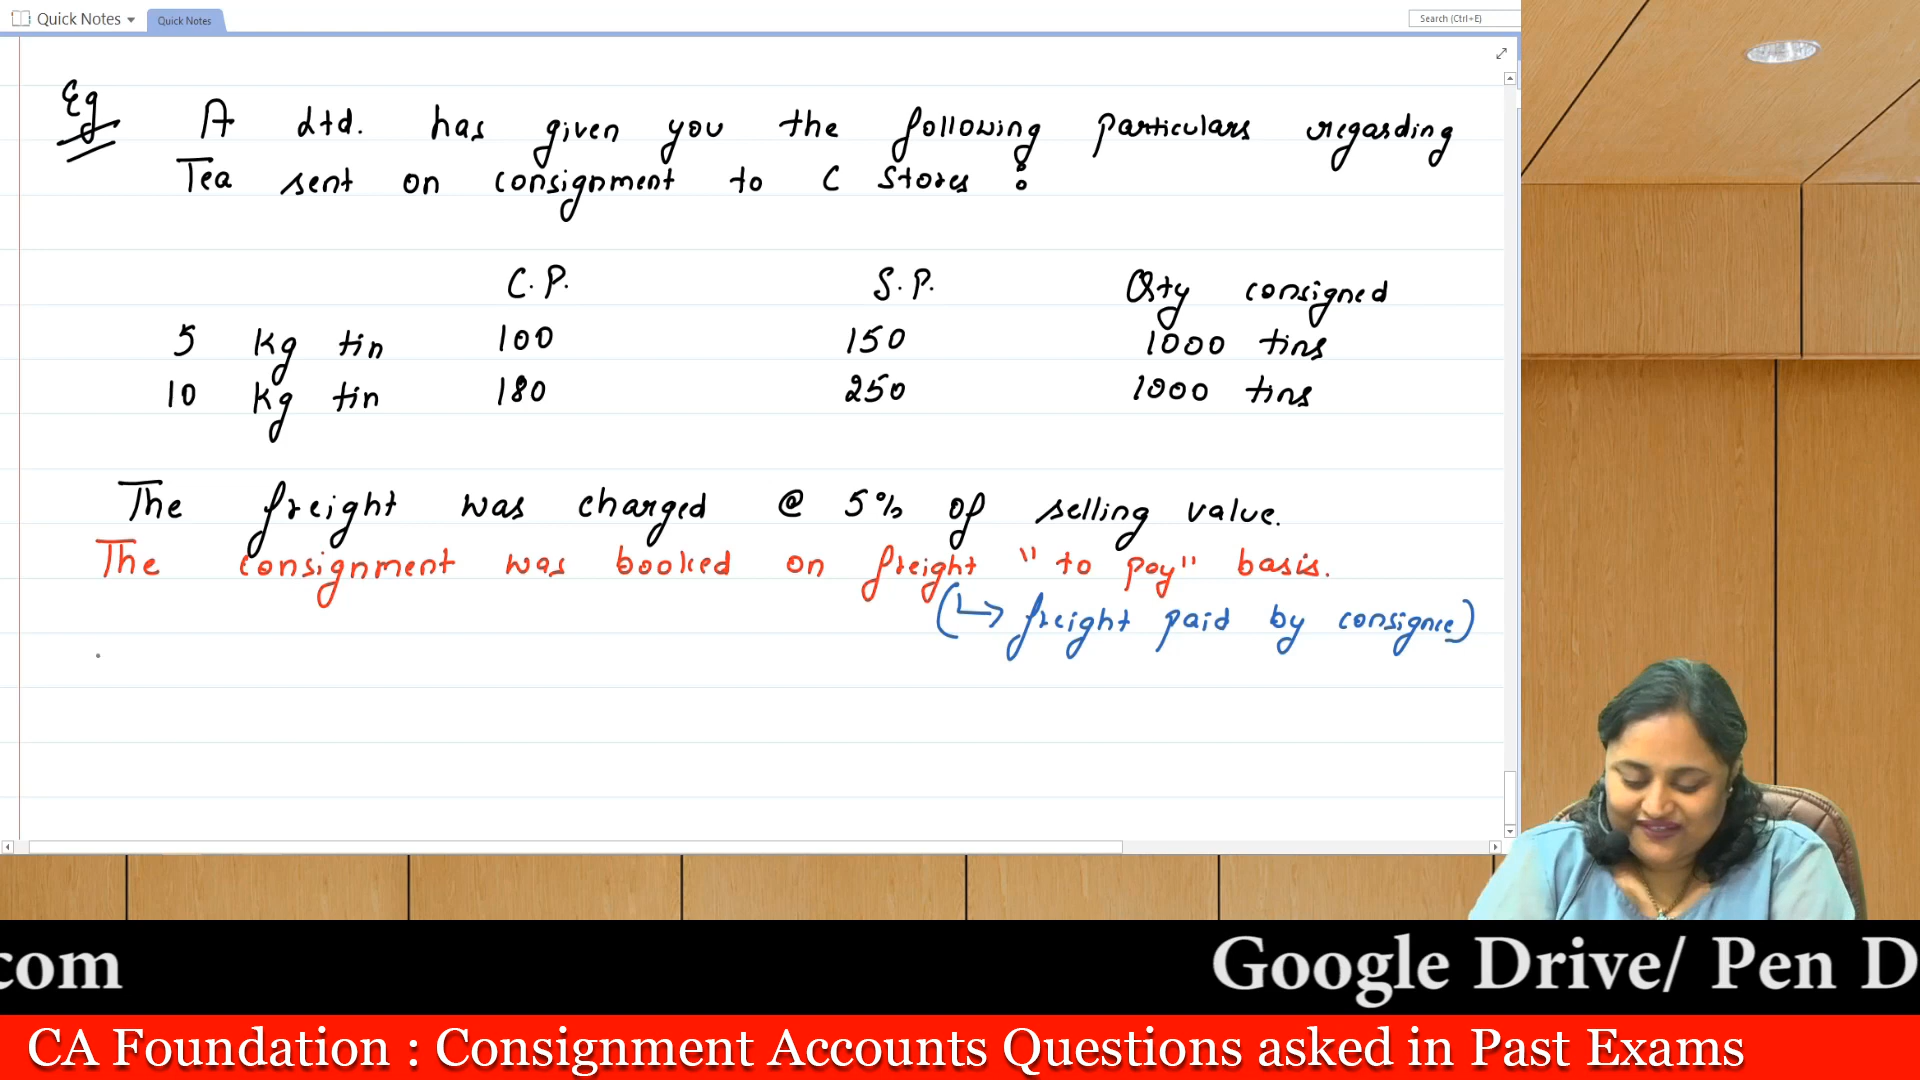 Quick Notes
Quick Notes
Search (Ctrl+E)
Eg A Ltd. has given you the following particulars regarding
Tea sent on consignment to C Stores :
C.P. S.P. Qty consigned
5 kg tin 100 150 1000 tins
10 kg tin 180 250 1000 tins
The freight was charged @ 5% of selling value.
The consignment was booked on freight "to pay" basis.
(↳ freight paid by consignee)
com Google Drive/ Pen D
CA Foundation : Consignment Accounts Questions asked in Past Exams